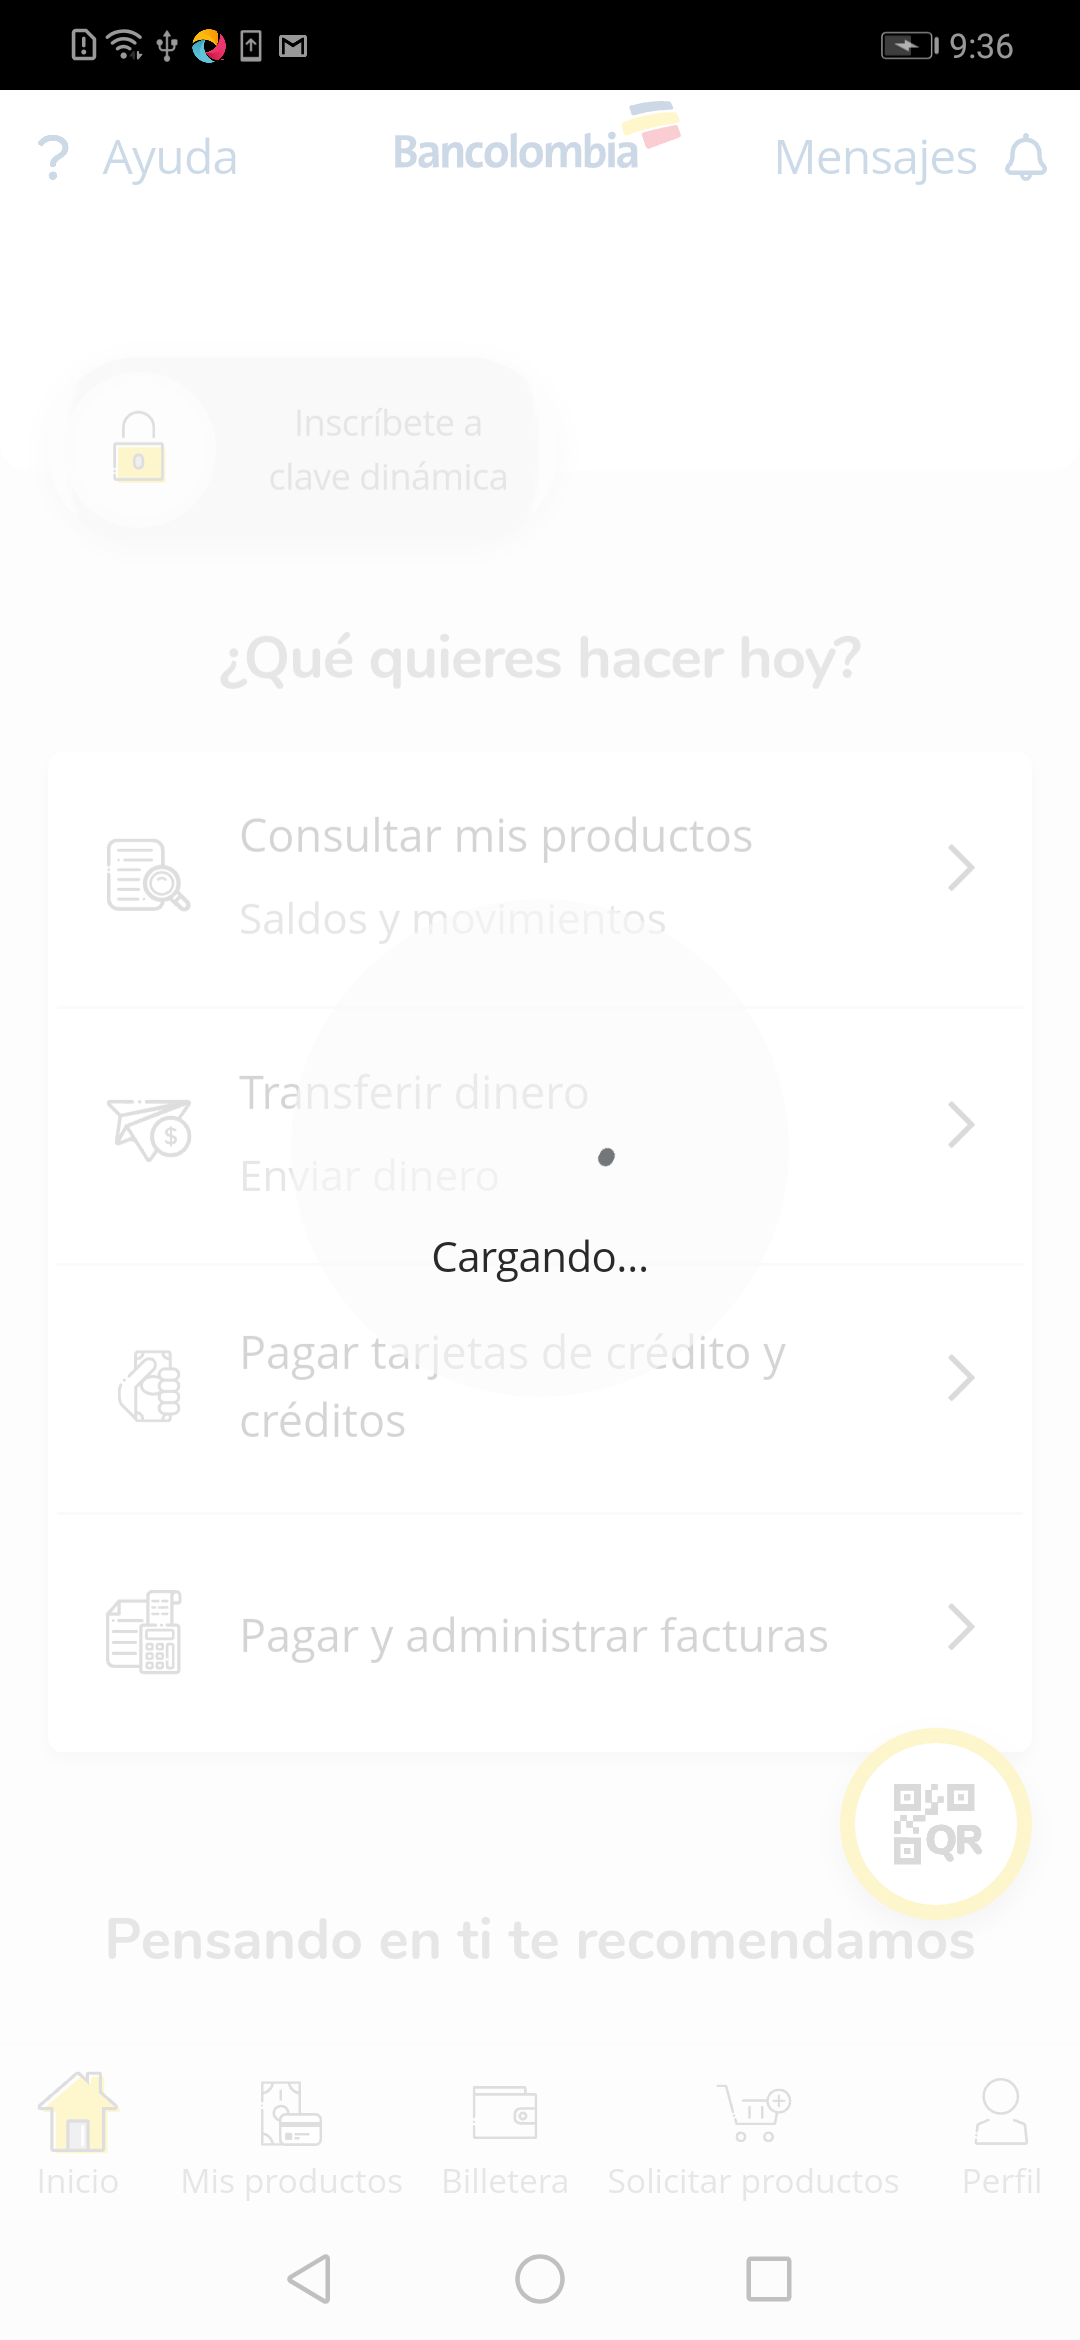 9:36
? Ayuda
Bancolombia
Mensajes
Inscríbete a
clave dinámica
¿Qué quieres hacer hoy?
Consultar mis productos
Saldos y movimientos
Transferir dinero
Enviar dinero
Cargando...
Pagar tarjetas de crédito y
créditos
Pagar y administrar facturas
QR
Pensando en ti te recomendamos
Inicio
Mis productos
Billetera
Solicitar productos
Perfil